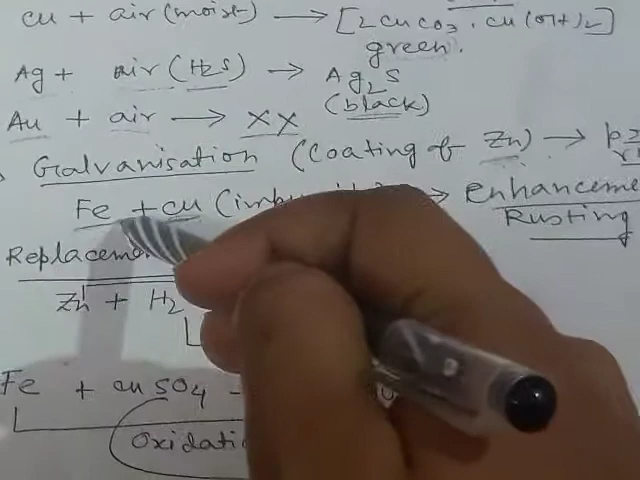 Cu + air (moist) → [2CuCO3 . Cu(OH)2]
green.
Ag + air (H2S) → Ag2S
(black)
Au + air → XX
Galvanisation (Coating of Zn) →
Fe + Cu → Enhanceme
Rusting
Replacem
Zn + H2
Fe + CuSO4
Oxidati